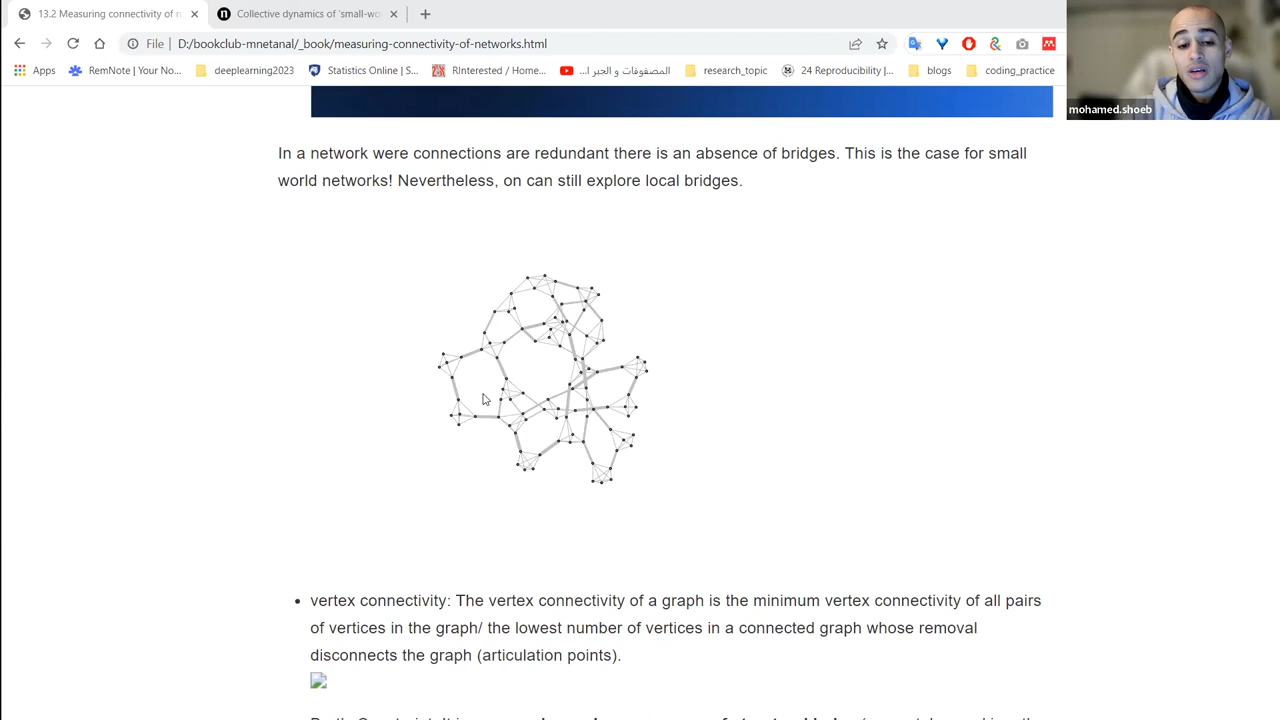 13.2 Measuring connectivity of n
Collective dynamics of 'small-wo
File
D:/bookclub-mnetanal/_book/measuring-connectivity-of-networks.html
Apps
RemNote | Your No...
deeplearning2023
Statistics Online | S...
RInterested / Home...
المصفوفات و الجبر ا...
research_topic
24 Reproducibility |...
blogs
coding_practice
mohamed.shoeb
In a network were connections are redundant there is an absence of bridges. This is the case for small
world networks! Nevertheless, on can still explore local bridges.
• vertex connectivity: The vertex connectivity of a graph is the minimum vertex connectivity of all pairs
of vertices in the graph/ the lowest number of vertices in a connected graph whose removal
disconnects the graph (articulation points).